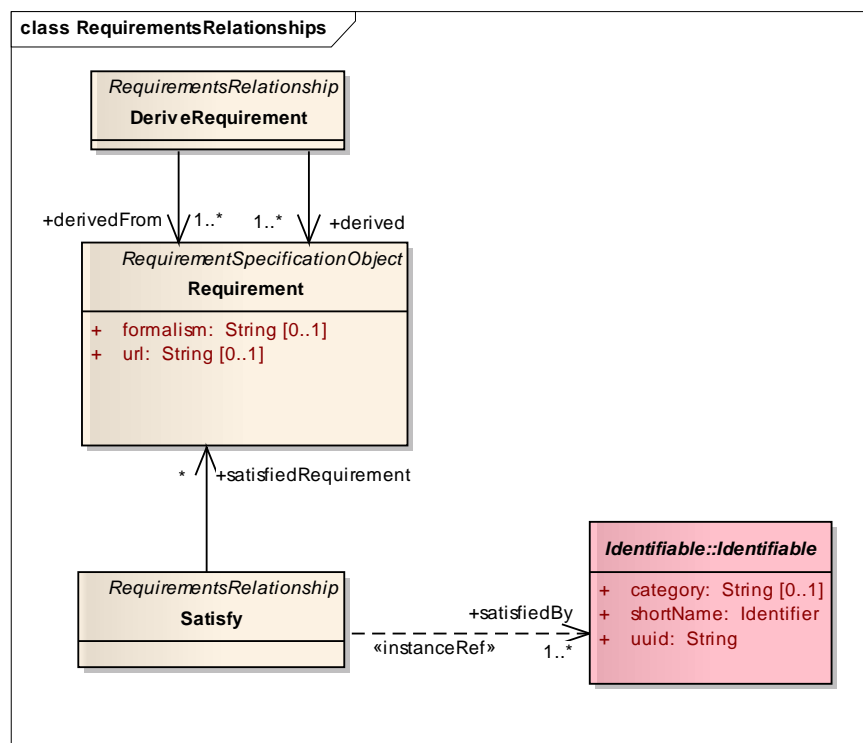 class RequirementsRelationships
RequirementsRelationship
DeriveRequirement
+derivedFrom 1..* 1..* +derived
RequirementSpecificationObject
Requirement
+ formalism: String [0..1]
+ url: String [0..1]
* +satisfiedRequirement
Identifiable::Identifiable
+ category: String [0..1]
+ shortName: Identifier
+ uuid: String
RequirementsRelationship
Satisfy
+satisfiedBy
«instanceRef» 1..*